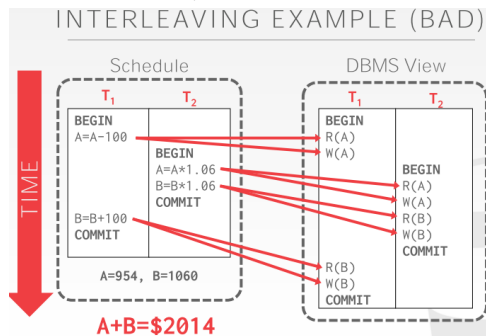 INTERLEAVING EXAMPLE (BAD)
Schedule
T1 T2
BEGIN
A=A-100
BEGIN
A=A*1.06
B=B*1.06
COMMIT
B=B+100
COMMIT
A=954, B=1060
A+B=$2014
TIME
DBMS View
T1 T2
BEGIN
R(A)
W(A)
BEGIN
R(A)
W(A)
R(B)
W(B)
COMMIT
R(B)
W(B)
COMMIT